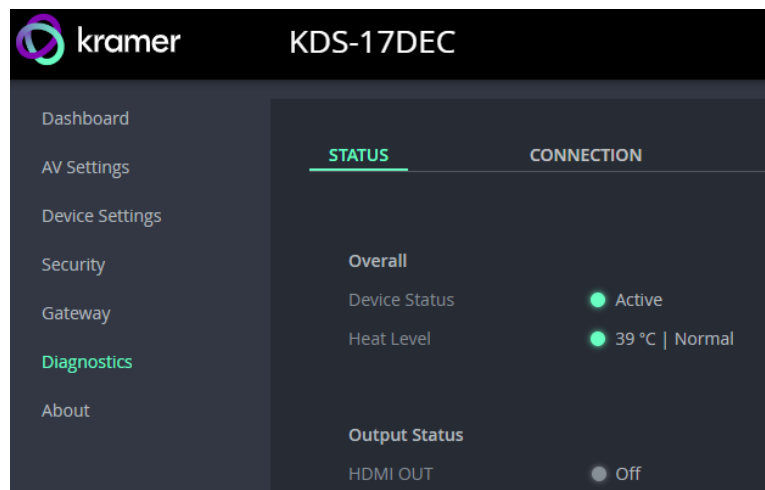 kramer
KDS-17DEC
Dashboard
AV Settings
Device Settings
Security
Gateway
Diagnostics
About
STATUS
CONNECTION
Overall
Device Status Active
Heat Level 39 °C | Normal
Output Status
HDMI OUT Off